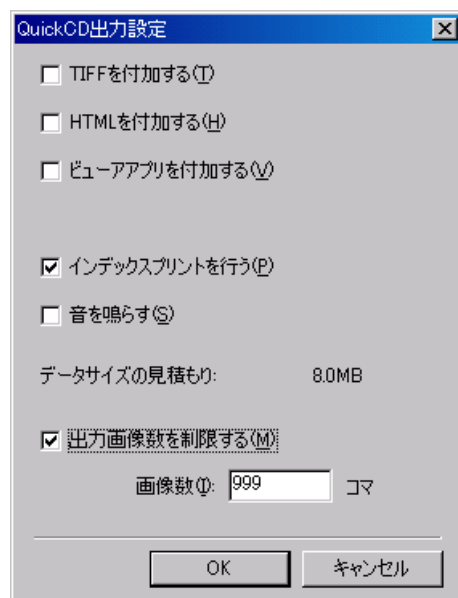 QuickCD出力設定
TIFFを付加する(T)
HTMLを付加する(H)
ビューアアプリを付加する(V)
インデックスプリントを行う(P)
音を鳴らす(S)
データサイズの見積もり: 8.0MB
出力画像数を制限する(M)
画像数(I): 999 コマ
OK キャンセル